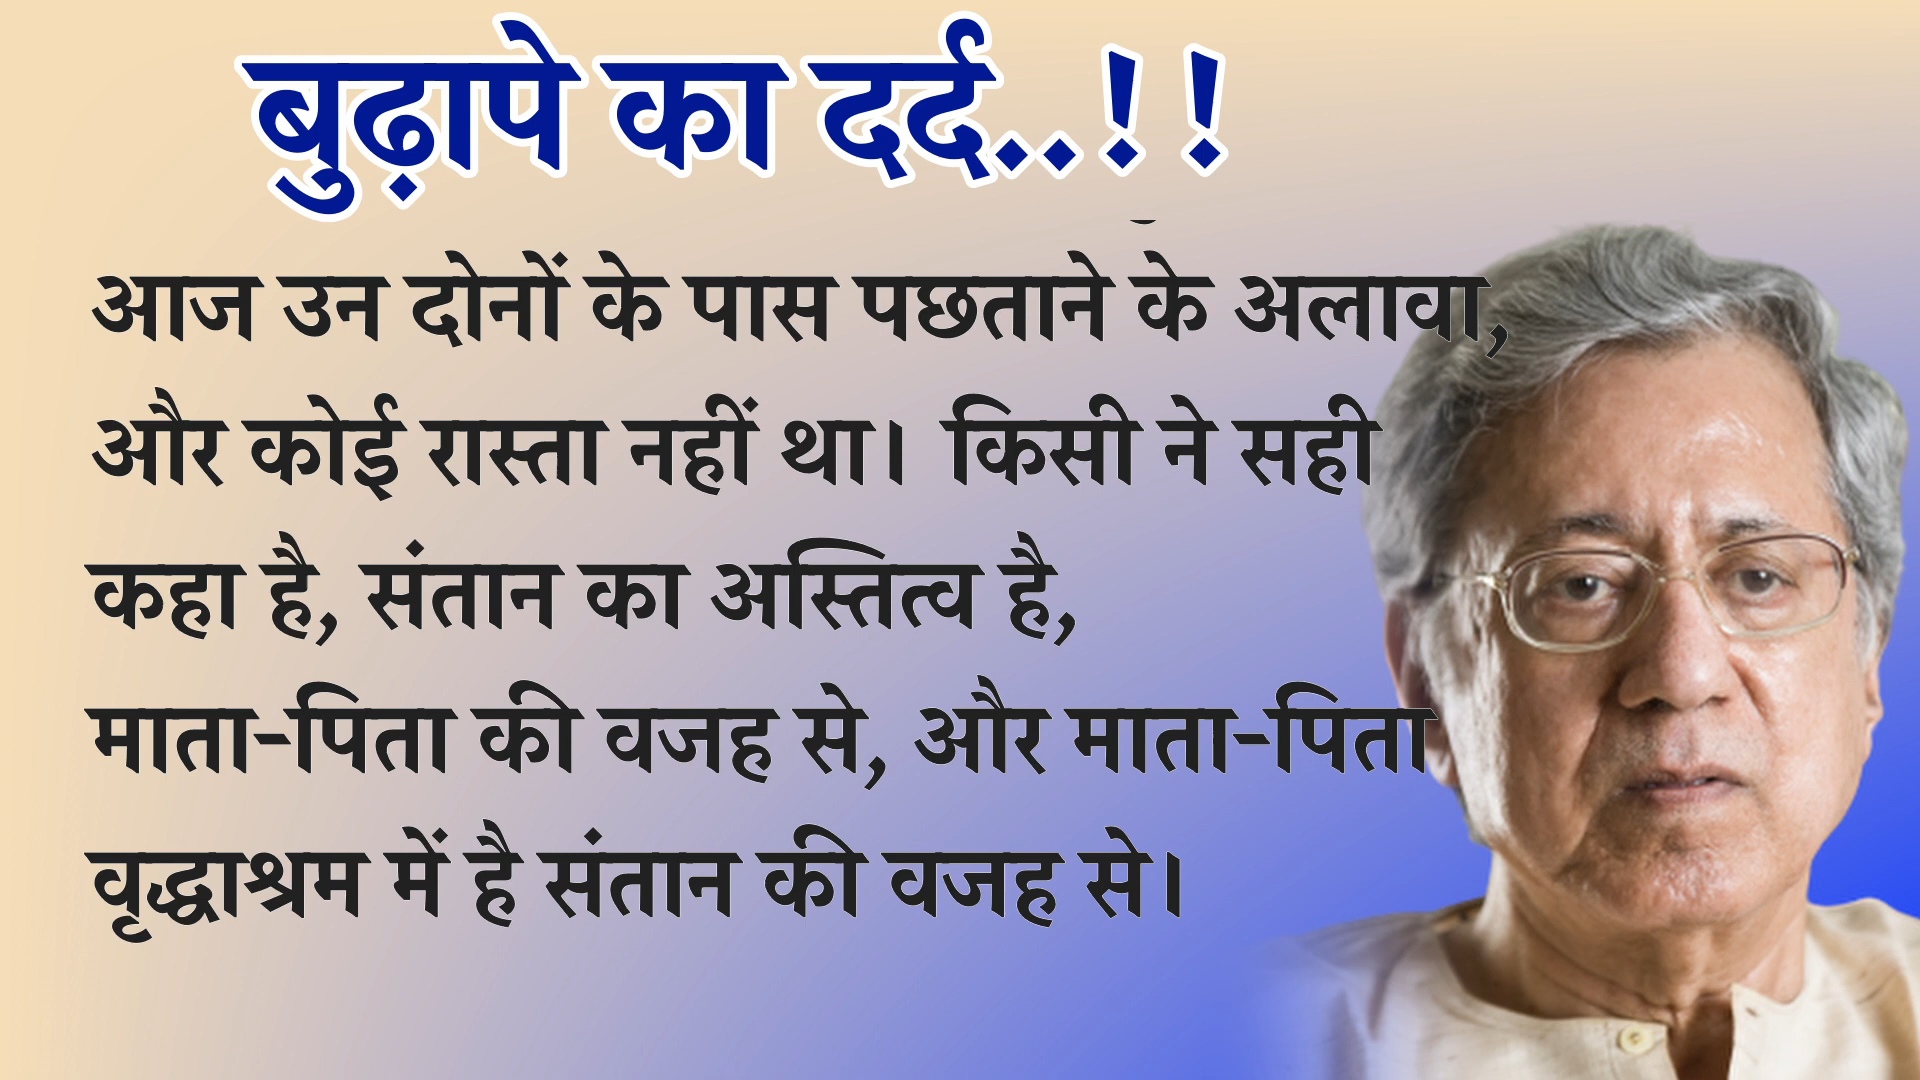 बुढ़ापे का दर्द..!!
आज उन दोनों के पास पछताने के अलावा,
और कोई रास्ता नहीं था। किसी ने सही
कहा है, संतान का अस्तित्व है,
माता-पिता की वजह से, और माता-पिता
वृद्धाश्रम में है संतान की वजह से।